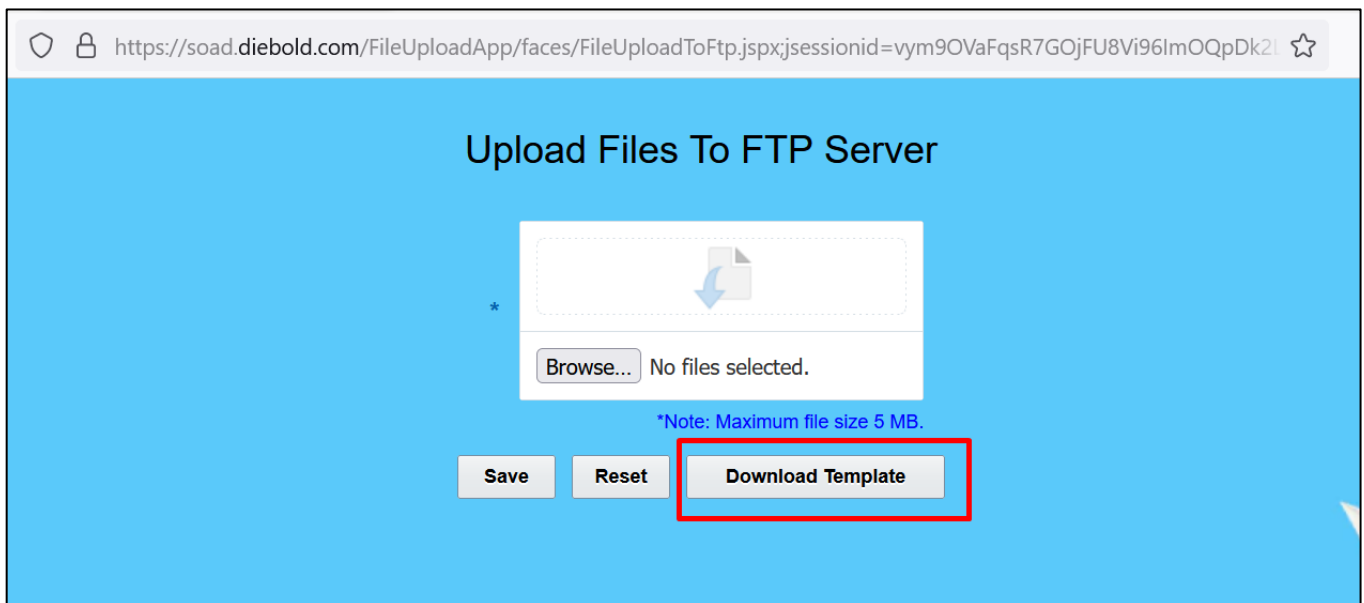 https://soad.diebold.com/FileUploadApp/faces/FileUploadToFtp.jspx;jsessionid=vym9OVaFqsR7GOjFU8Vi96ImOQpDk2
Upload Files To FTP Server
*
Browse... No files selected.
*Note: Maximum file size 5 MB.
Save Reset Download Template